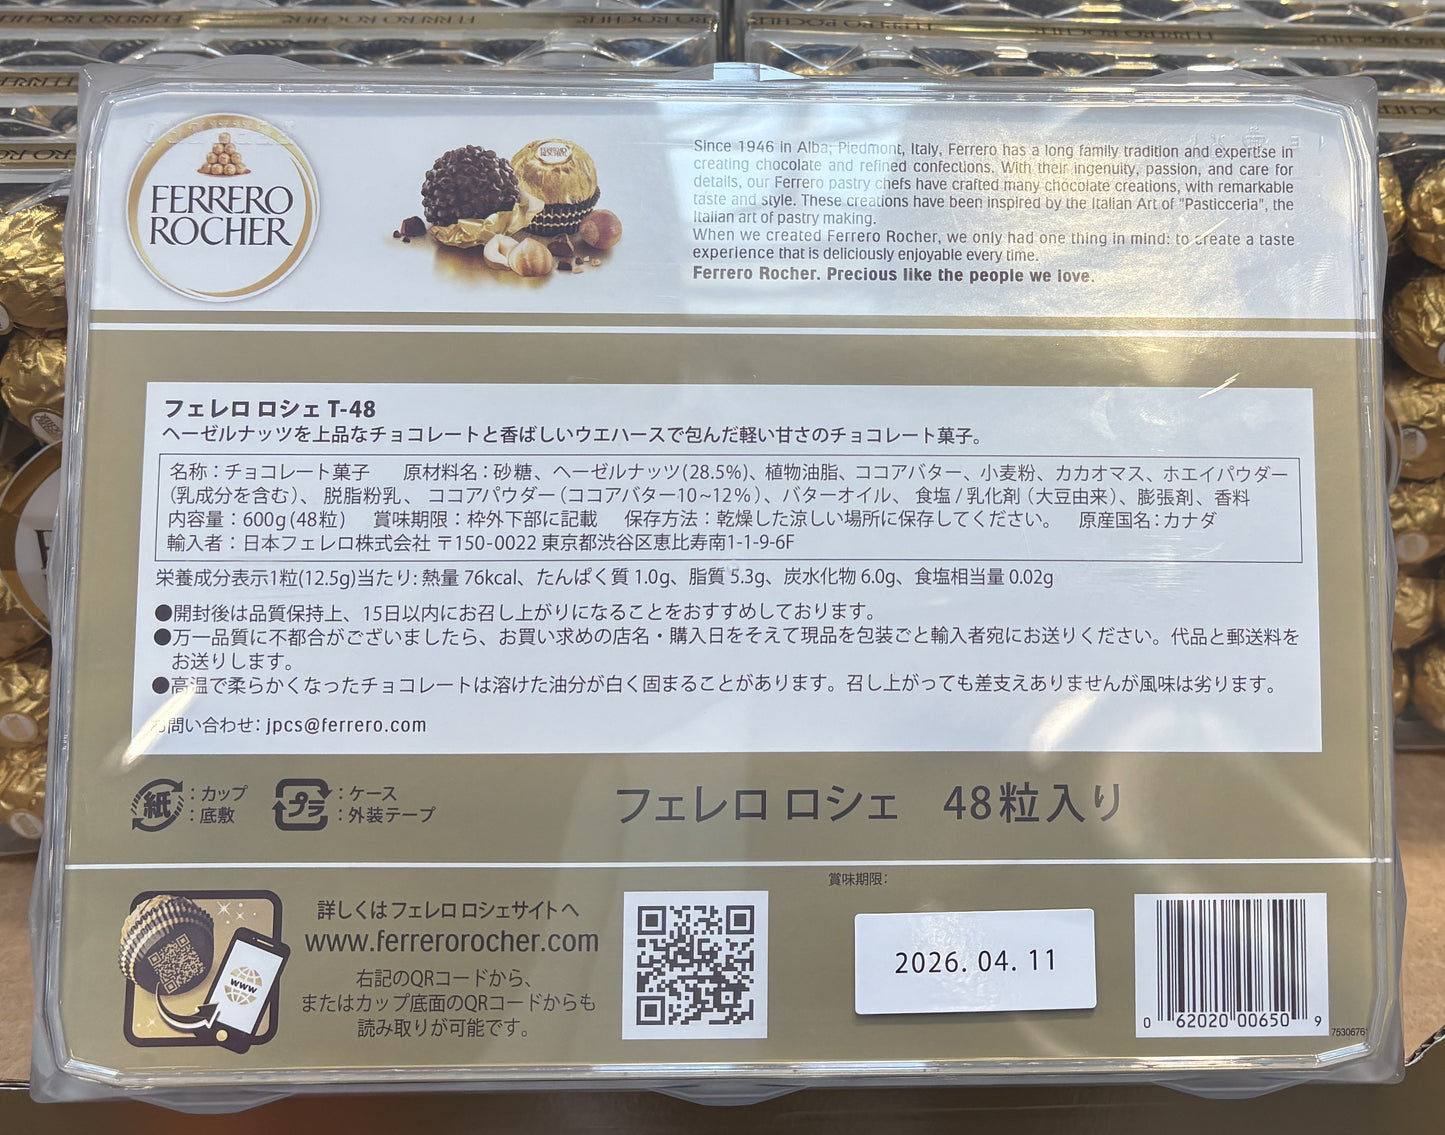 FERRERO
ROCHER
Since 1946 in Alba, Piedmont, Italy, Ferrero has a long family tradition and expertise in
creating chocolate and refined confections. With their ingenuity, passion, and care for
details, our Ferrero pastry chefs have crafted many chocolate creations, with remarkable
taste and style. These creations have been inspired by the Italian Art of "Pasticceria", the
Italian art of pastry making.
When we created Ferrero Rocher, we only had one thing in mind: to create a taste
experience that is deliciously enjoyable every time.
Ferrero Rocher. Precious like the people we love.
フェレロ ロシェ T-48
ヘーゼルナッツを上品なチョコレートと香ばしいウエハースで包んだ軽い甘さのチョコレート菓子。
名称：チョコレート菓子 原材料名：砂糖、ヘーゼルナッツ(28.5%)、植物油脂、ココアバター、小麦粉、カカオマス、ホエイパウダー
(乳成分を含む)、脱脂粉乳、ココアパウダー(ココアバター10~12%)、バターオイル、食塩/乳化剤(大豆由来)、膨張剤、香料
内容量：600g(48粒) 賞味期限：枠外下部に記載 保存方法：乾燥した涼しい場所に保存してください。 原産国名：カナダ
輸入者：日本フェレロ株式会社 〒150-0022 東京都渋谷区恵比寿南1-1-9-6F
栄養成分表示1粒(12.5g)当たり: 熱量 76kcal、たんぱく質 1.0g、脂質 5.3g、炭水化物 6.0g、食塩相当量 0.02g
●開封後は品質保持上、15日以内にお召し上がりになることをおすすめしております。
●万一品質に不都合がございましたら、お買い求めの店名・購入日をそえて現品を包装ごと輸入者宛にお送りください。代品と郵送料を
お送りします。
●高温で柔らかくなったチョコレートは溶けた油分が白く固まることがあります。召し上がっても差支えありませんが風味は劣ります。
お問い合わせ: jpcs@ferrero.com
紙 ：カップ
：底敷
プラ ：ケース
：外装テープ
フェレロ ロシェ 48粒入り
賞味期限:
詳しくはフェレロ ロシェサイトへ
www.ferrerorocher.com
右記のQRコードから、
またはカップ底面のQRコードからも
読み取りが可能です。
www
2026. 04. 11
0 62020 00650 9
7530676